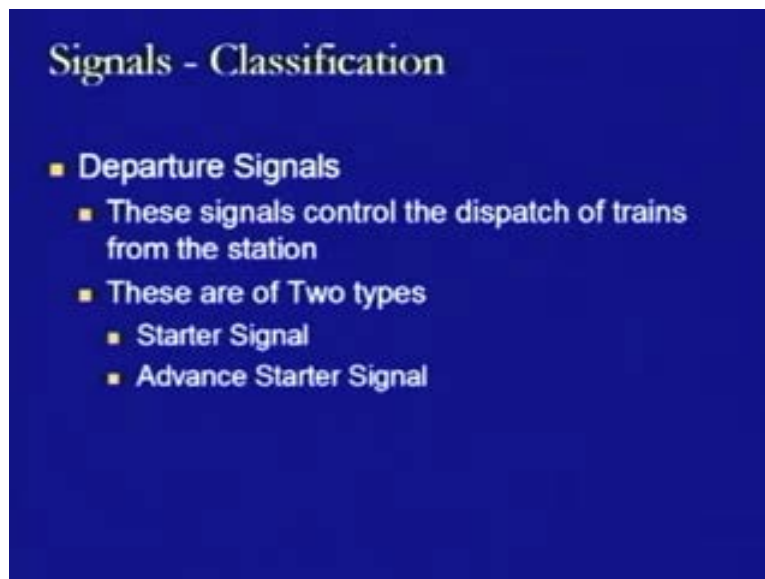 Signals - Classification
Departure Signals
These signals control the dispatch of trains
from the station
These are of Two types
Starter Signal
Advance Starter Signal